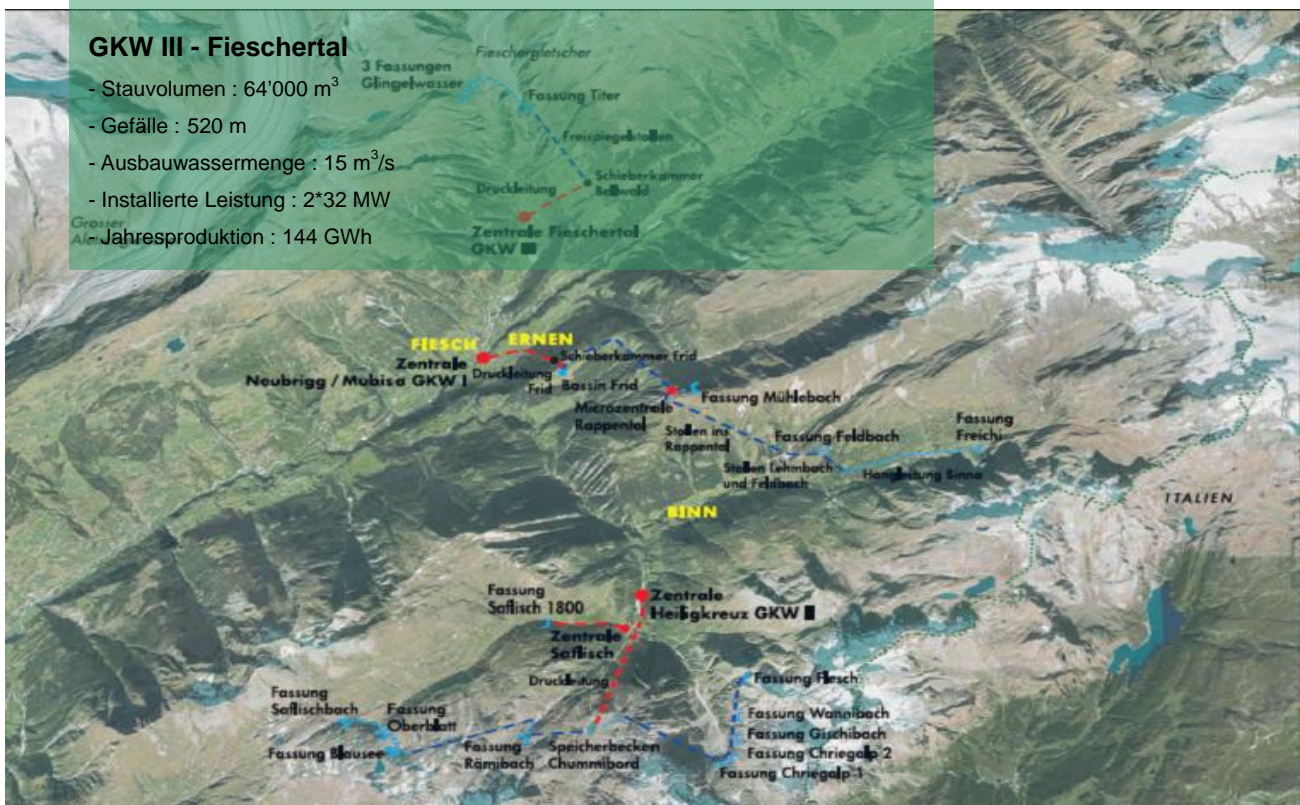 GKW III - Fieschertal
- Stauvolumen : 64'000 m³
- Gefälle : 520 m
- Ausbauwassermenge : 15 m³/s
- Installierte Leistung : 2*32 MW
- Jahresproduktion : 144 GWh
Fieschergletscher
3 Fassungen
Glingelwasser
Fassung Titer
Freispiegelstollen
Schieberkammer
Bellwald
Druckleitung
Zentrale Fieschertal
GKW
Grosser
FIESCH
ERNEN
Zentrale
Neubrigg / Mubisa GKW I
Schieberkammer Frid
Druckleitung
Frid
Bassin Frid
Fassung Mühlebach
Microzentrale
Rappental
Stollen ins
Rappental
Fassung Feldbach
Fassung
Freichi
Stollen Lehmbach
und Feldbach
Hangleitung Binna
BINN
ITALIEN
Fassung
Saflisch 1800
Zentrale
Heiligkreuz GKW
Zentrale
Saflisch
Druckleitung
Fassung
Saflischbach
Fassung
Oberblatt
Fassung Blausee
Fassung
Rämibach
Speicherbecken
Chummibord
Fassung Flesch
Fassung Wannibach
Fassung Gischibach
Fassung Chriegalp 2
Fassung Chriegalp 1